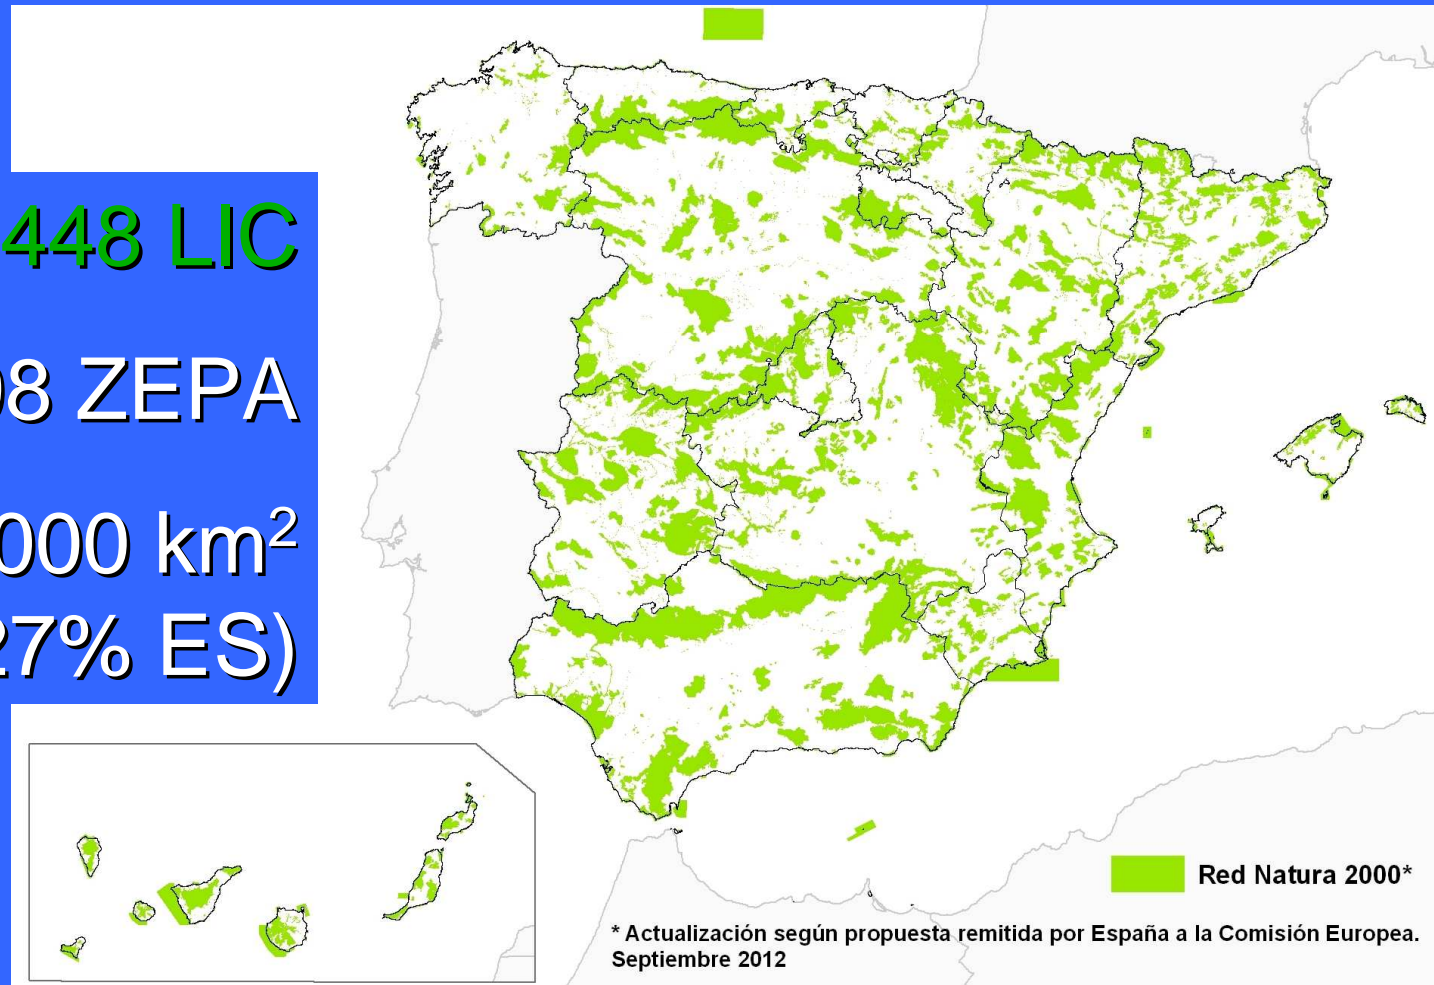 448 LIC
98 ZEPA
000 km²
27% ES)
Red Natura 2000*
* Actualización según propuesta remitida por España a la Comisión Europea.
Septiembre 2012